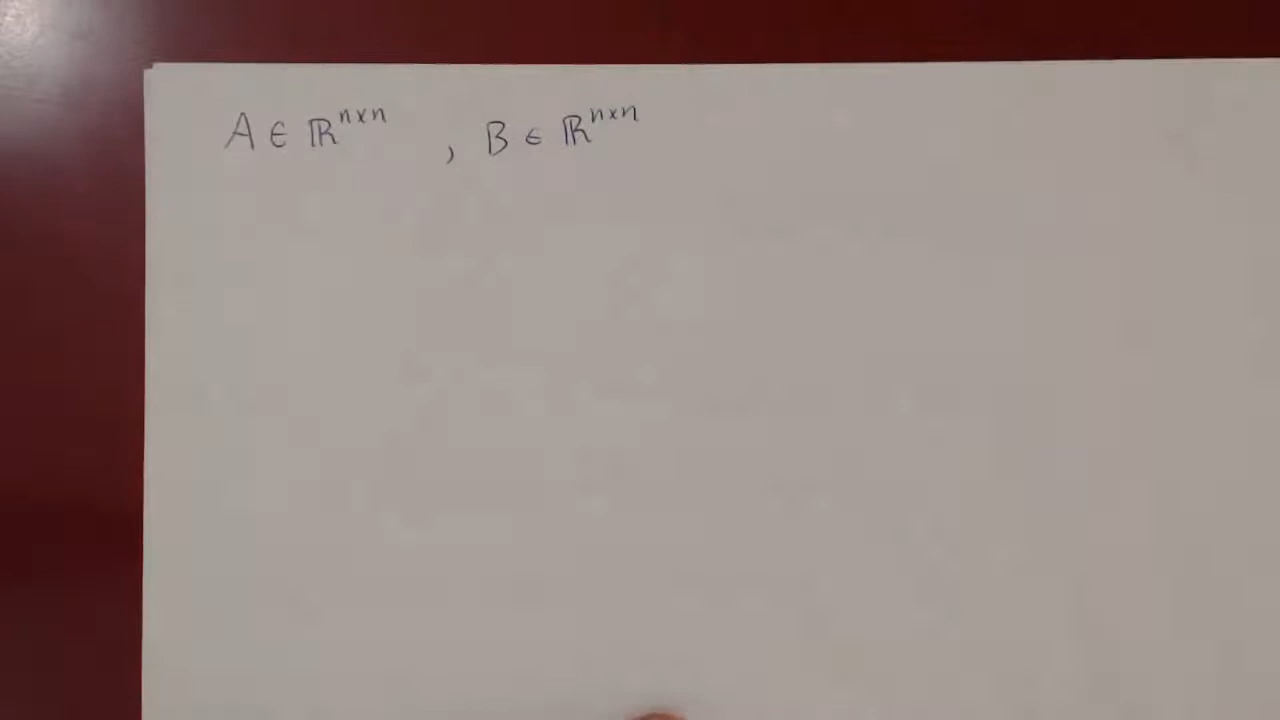 A ∈ ℝⁿˣⁿ , B ∈ ℝⁿˣⁿ